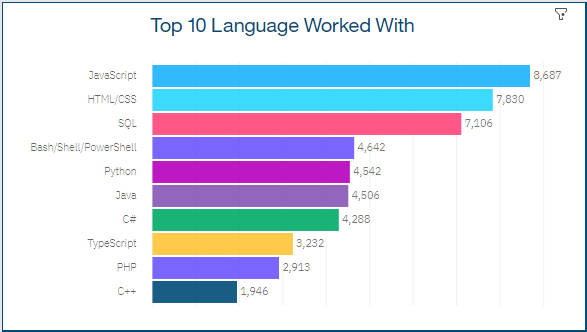 Top 10 Language Worked With
JavaScript 8,687
HTML/CSS 7,830
SQL 7,106
Bash/Shell/PowerShell 4,642
Python 4,542
Java 4,506
C# 4,288
TypeScript 3,232
PHP 2,913
C++ 1,946